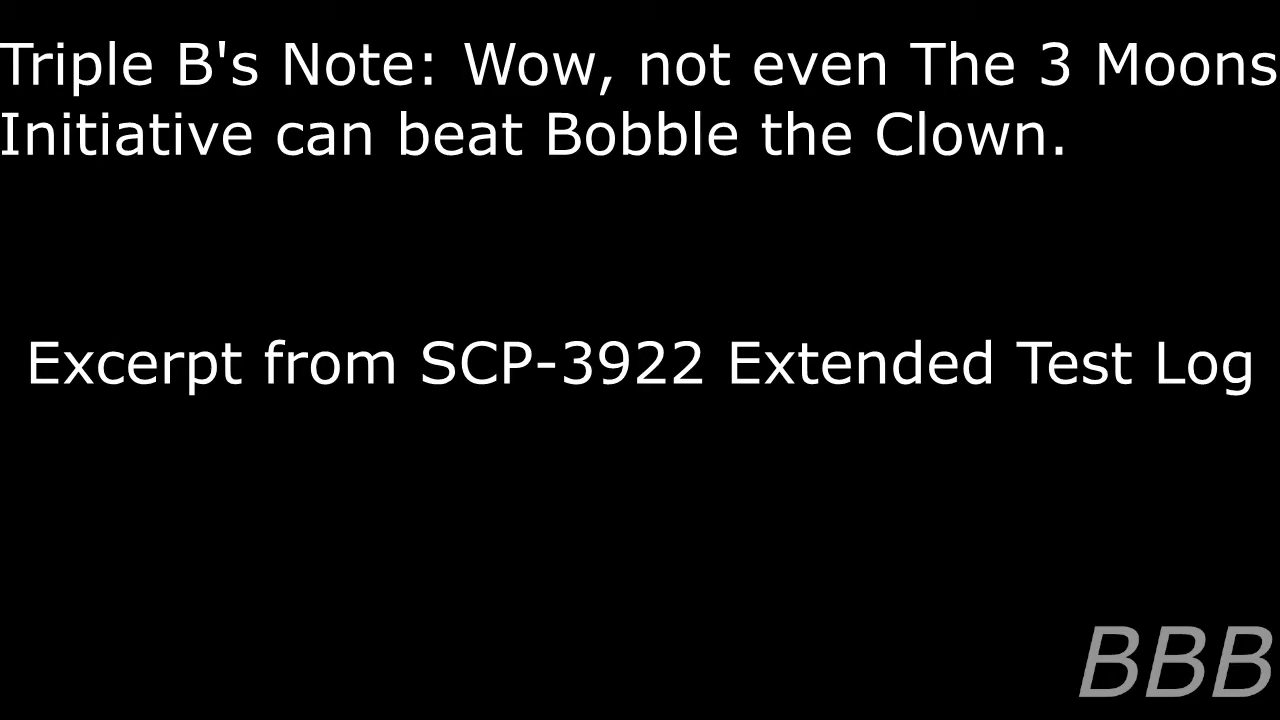 Triple B's Note: Wow, not even The 3 Moons
Initiative can beat Bobble the Clown.
Excerpt from SCP-3922 Extended Test Log
BBB